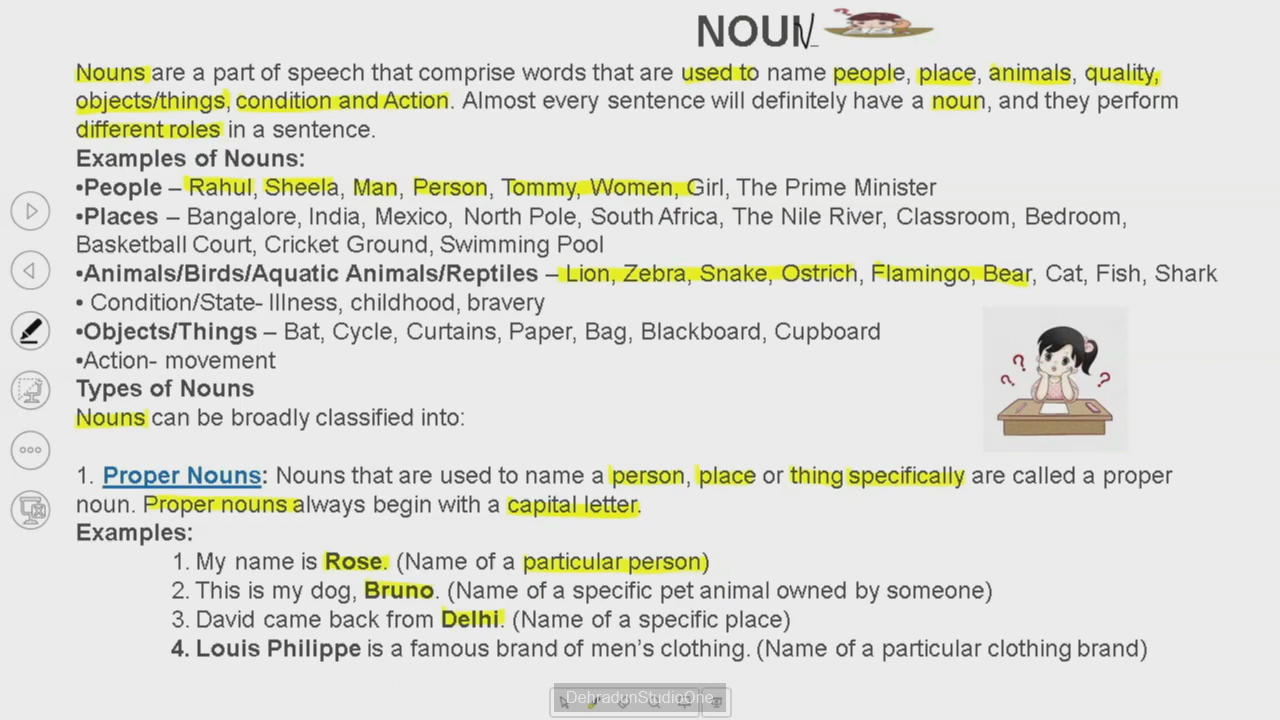 NOUN
Nouns are a part of speech that comprise words that are used to name people, place, animals, quality,
objects/things, condition and Action. Almost every sentence will definitely have a noun, and they perform
different roles in a sentence.
Examples of Nouns:
•People – Rahul, Sheela, Man, Person, Tommy, Women, Girl, The Prime Minister
•Places – Bangalore, India, Mexico, North Pole, South Africa, The Nile River, Classroom, Bedroom,
Basketball Court, Cricket Ground, Swimming Pool
•Animals/Birds/Aquatic Animals/Reptiles – Lion, Zebra, Snake, Ostrich, Flamingo, Bear, Cat, Fish, Shark
• Condition/State- Illness, childhood, bravery
•Objects/Things – Bat, Cycle, Curtains, Paper, Bag, Blackboard, Cupboard
•Action- movement
Types of Nouns
Nouns can be broadly classified into:
1. Proper Nouns: Nouns that are used to name a person, place or thing specifically are called a proper
noun. Proper nouns always begin with a capital letter.
Examples:
1. My name is Rose. (Name of a particular person)
2. This is my dog, Bruno. (Name of a specific pet animal owned by someone)
3. David came back from Delhi. (Name of a specific place)
4. Louis Philippe is a famous brand of men’s clothing. (Name of a particular clothing brand)
DehradunStudioOne